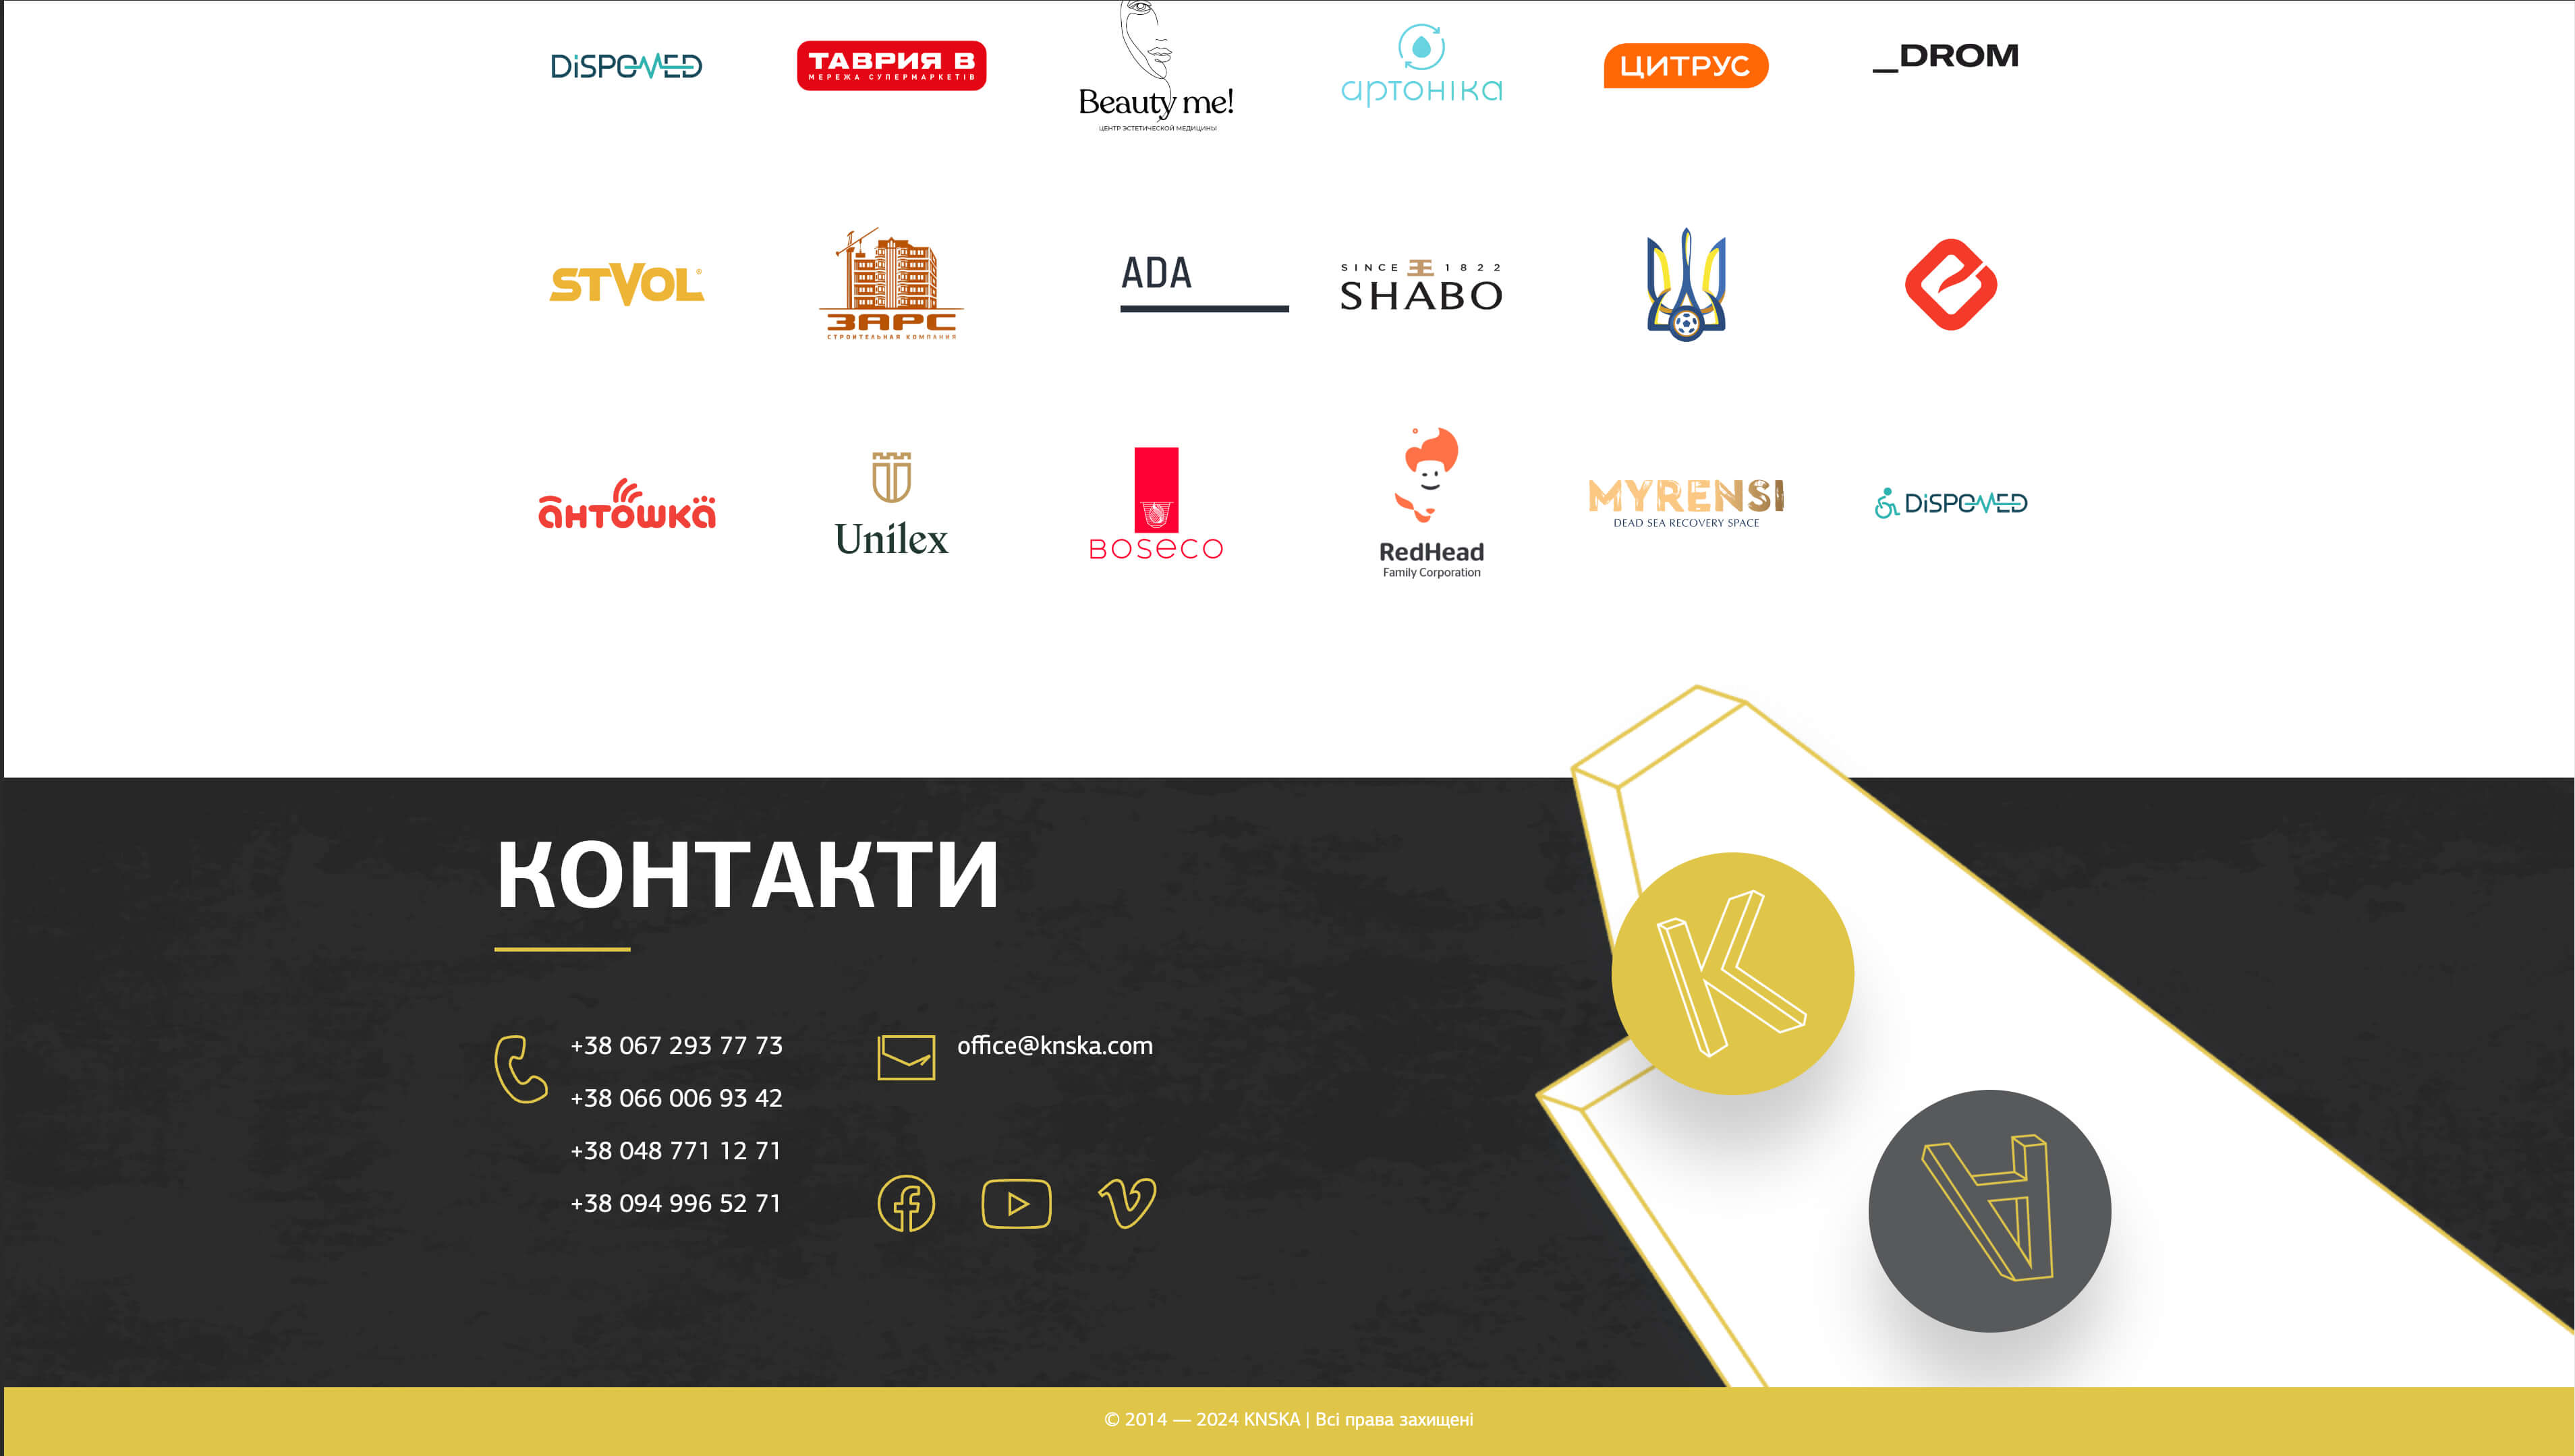 DiSPOMED
ТАВРИЯ В
МЕРЕЖА СУПЕРМАРКЕТІВ
Beauty me!
ЦЕНТР ЭСТЕТИЧЕСКОЙ МЕДИЦИНЫ
артоніка
ЦИТРУС
_DROM
STVOL®
ЗАРС
СТРОИТЕЛЬНАЯ КОМПАНИЯ
ADA
SINCE 1822
SHABO
антошка
Unilex
BOSECO
RedHead
Family Corporation
MYRENSI
DEAD SEA RECOVERY SPACE
DiSPOMED
КОНТАКТИ
+38 067 293 77 73
+38 066 006 93 42
+38 048 771 12 71
+38 094 996 52 71
office@knska.com
K
A
© 2014 — 2024 KNSKA | Всі права захищені